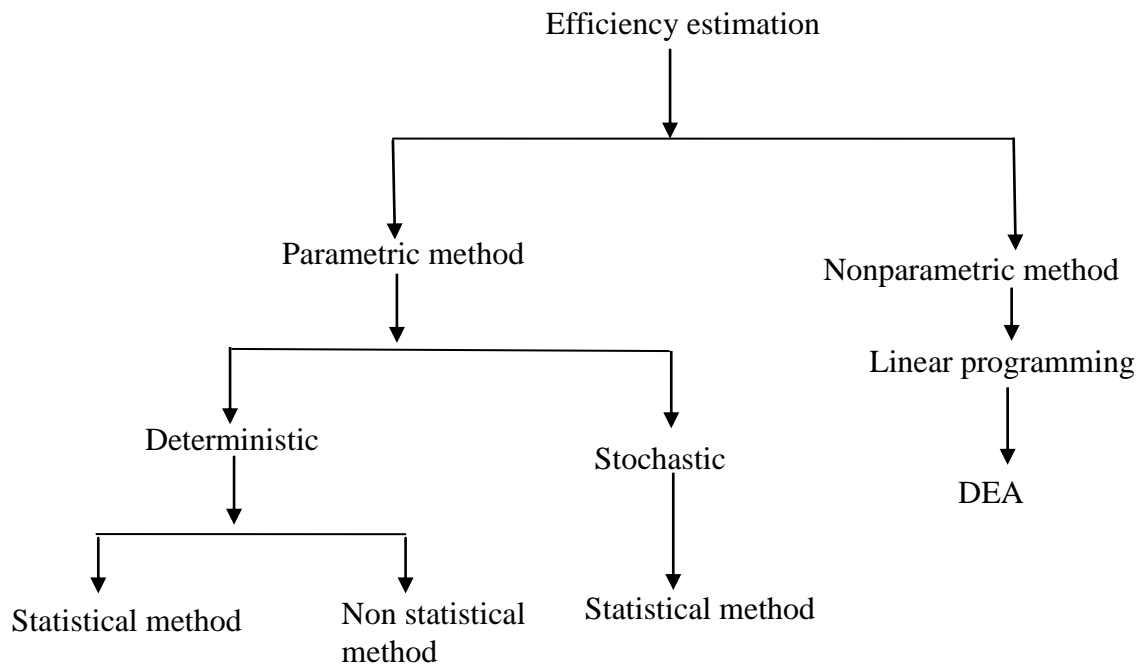 Efficiency estimation
Parametric method
Nonparametric method
Linear programming
Deterministic
Stochastic
DEA
Statistical method
Non statistical
method
Statistical method